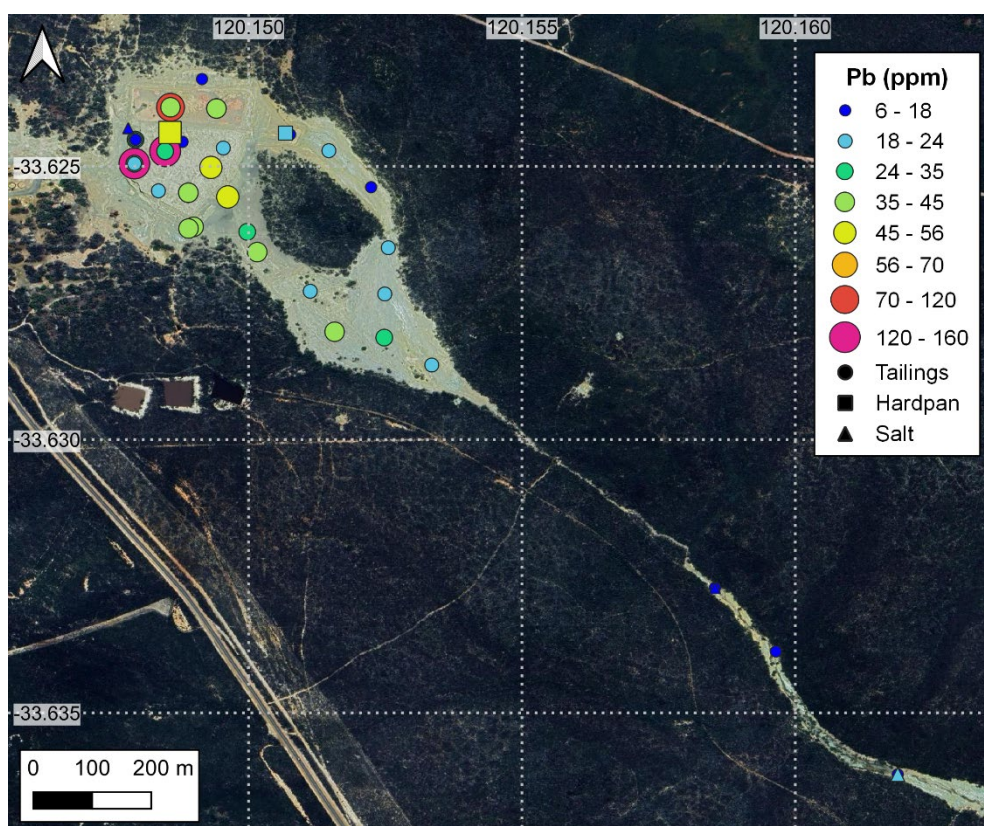 120.150
120.155
120.160
Pb (ppm)
6 - 18
18 - 24
24 - 35
35 - 45
45 - 56
56 - 70
70 - 120
120 - 160
Tailings
Hardpan
Salt
-33.625
-33.630
-33.635
0 100 200 m